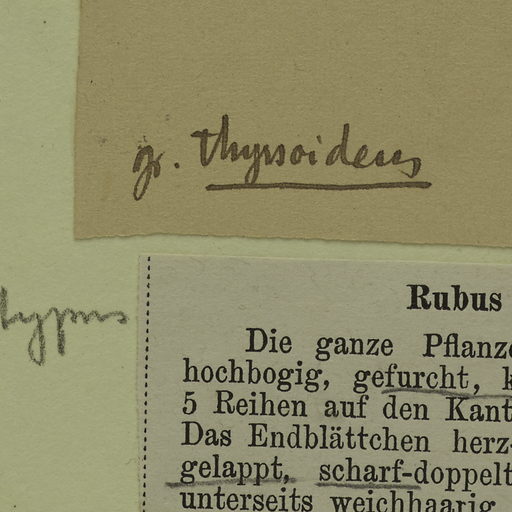 gr. thyrsoideus
typus
Rubus
Die ganze Pflanze
hochbogig, gefurcht, k
5 Reihen auf den Kant
Das Endblättchen herz-
gelappt, scharf-doppelt
unterseits weichhaarig